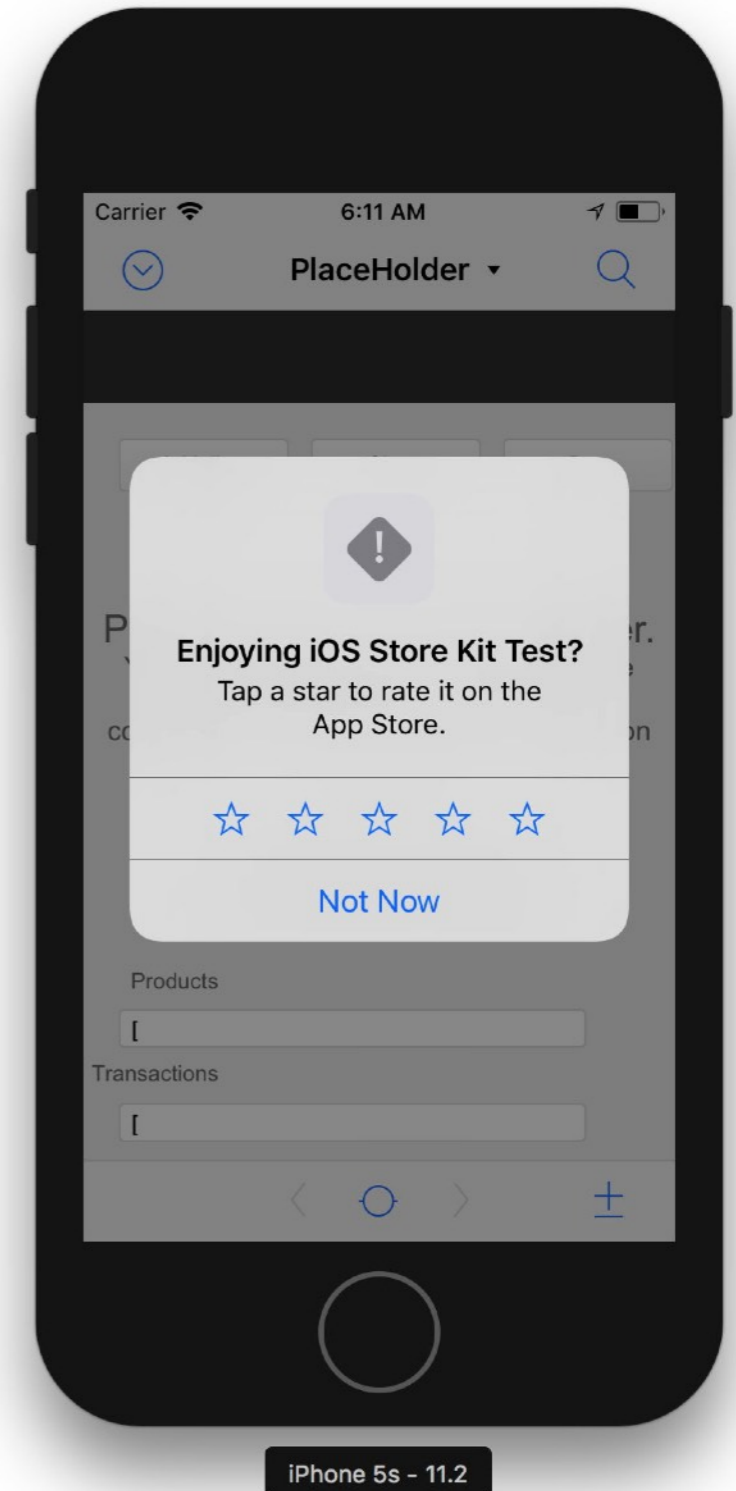 Carrier
6:11 AM
PlaceHolder
Enjoying iOS Store Kit Test?
Tap a star to rate it on the
App Store.
Not Now
Products
[
Transactions
[
iPhone 5s - 11.2